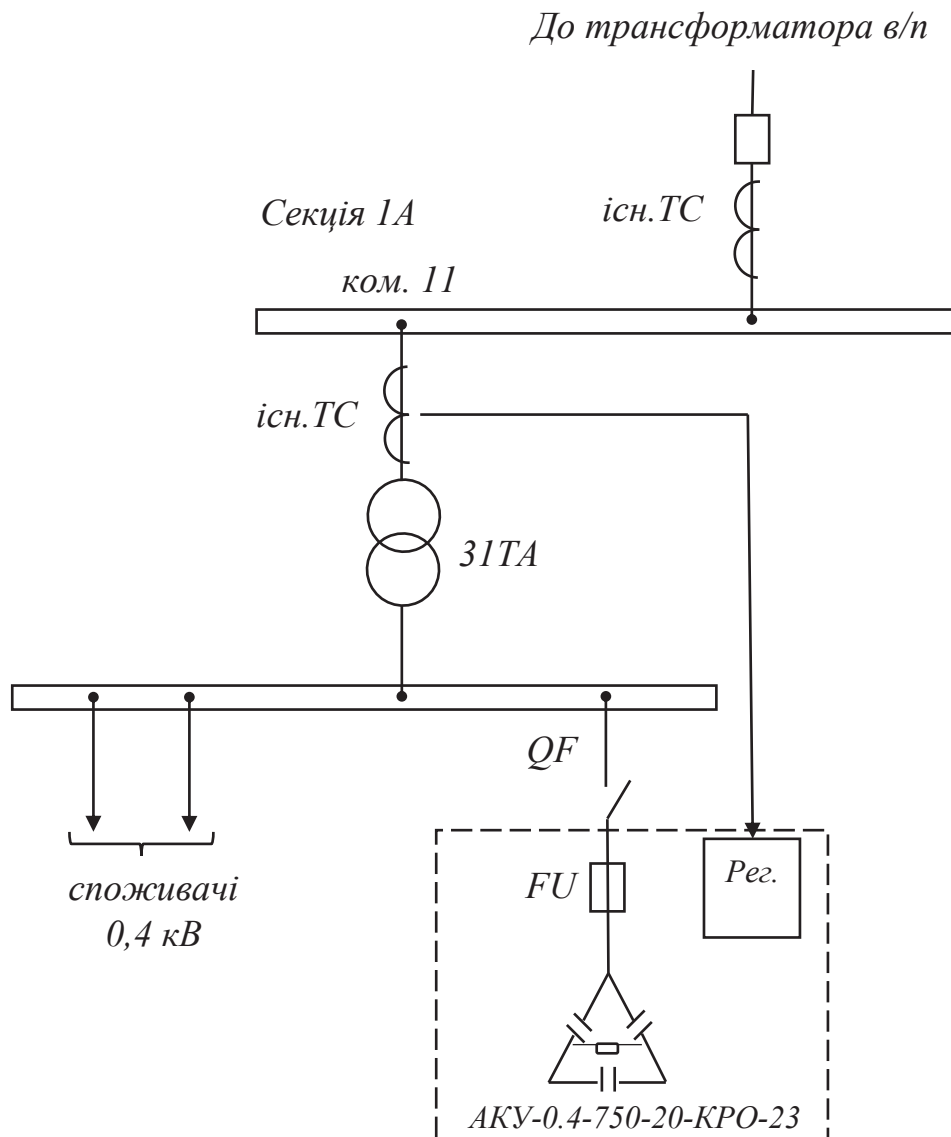 До трансформатора в/п
існ.ТС
Секція 1А
ком. 11
існ.ТС
31ТА
QF
FU
Рег.
споживачі
0,4 кВ
АКУ-0.4-750-20-КРО-23